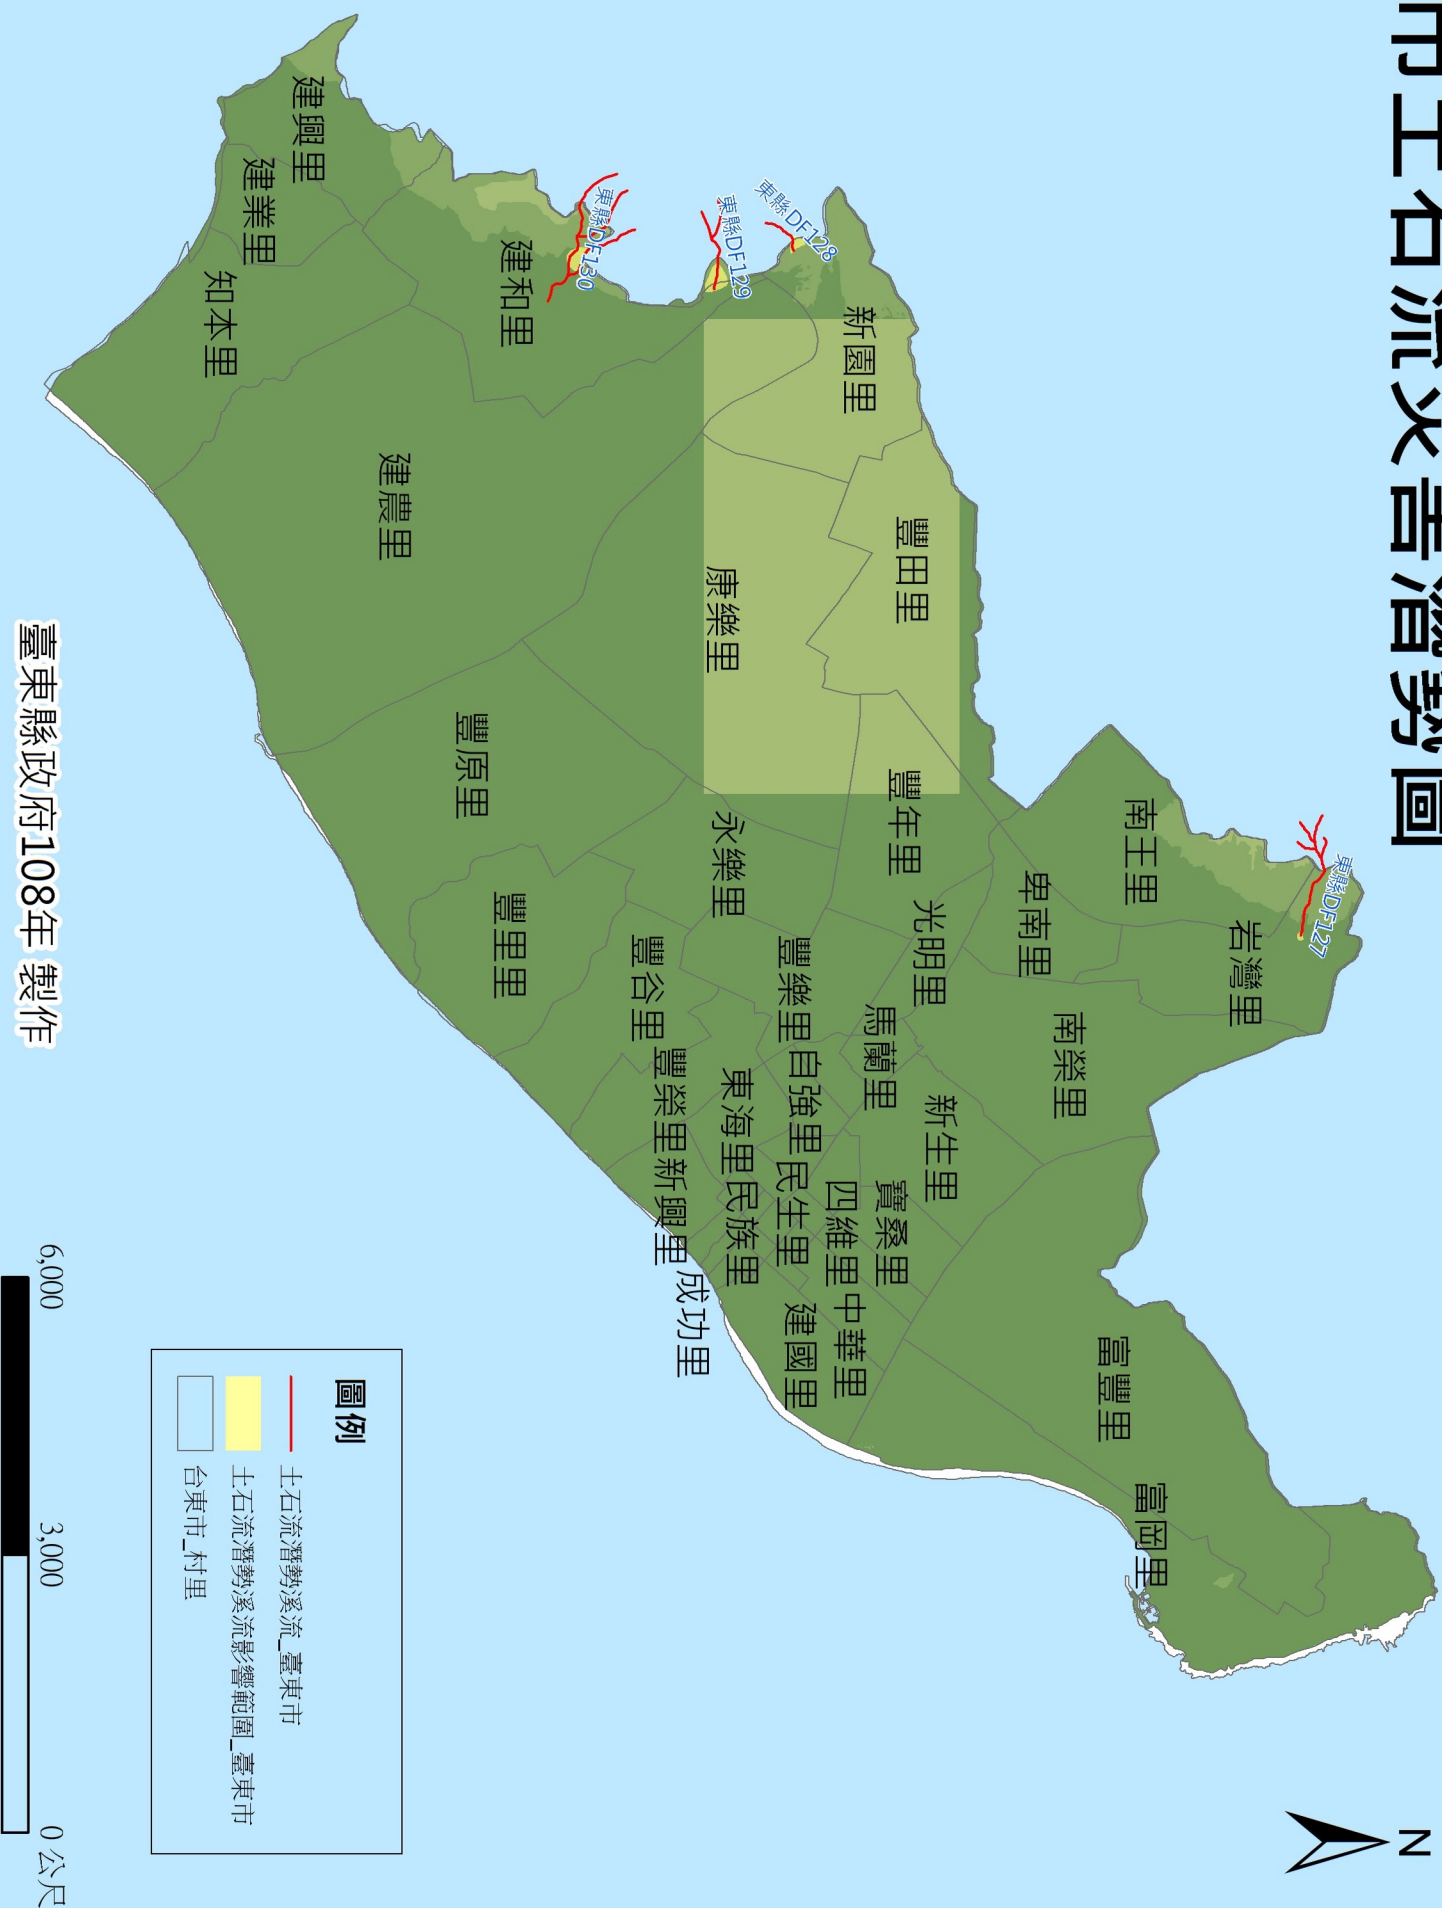 市土石流災害潛勢圖
N
東縣DF127
東縣DF128
東縣DF129
東縣DF130
岩灣里
南王里
卑南里
南榮里
富豐里
富岡里
豐田里
新園里
豐年里
光明里
馬蘭里
新生里
寶桑里
四維里
中華里
康樂里
永樂里
豐樂里
自強里
民生里
建國里
東海里
民族里
豐谷里
豐榮里
新興里
成功里
建和里
豐里里
豐原里
建農里
建興里
建業里
知本里
圖例
土石流潛勢溪流_臺東市
土石流潛勢溪流影響範圍_臺東市
台東市_村里
6,000 3,000 0 公尺
臺東縣政府108年 製作